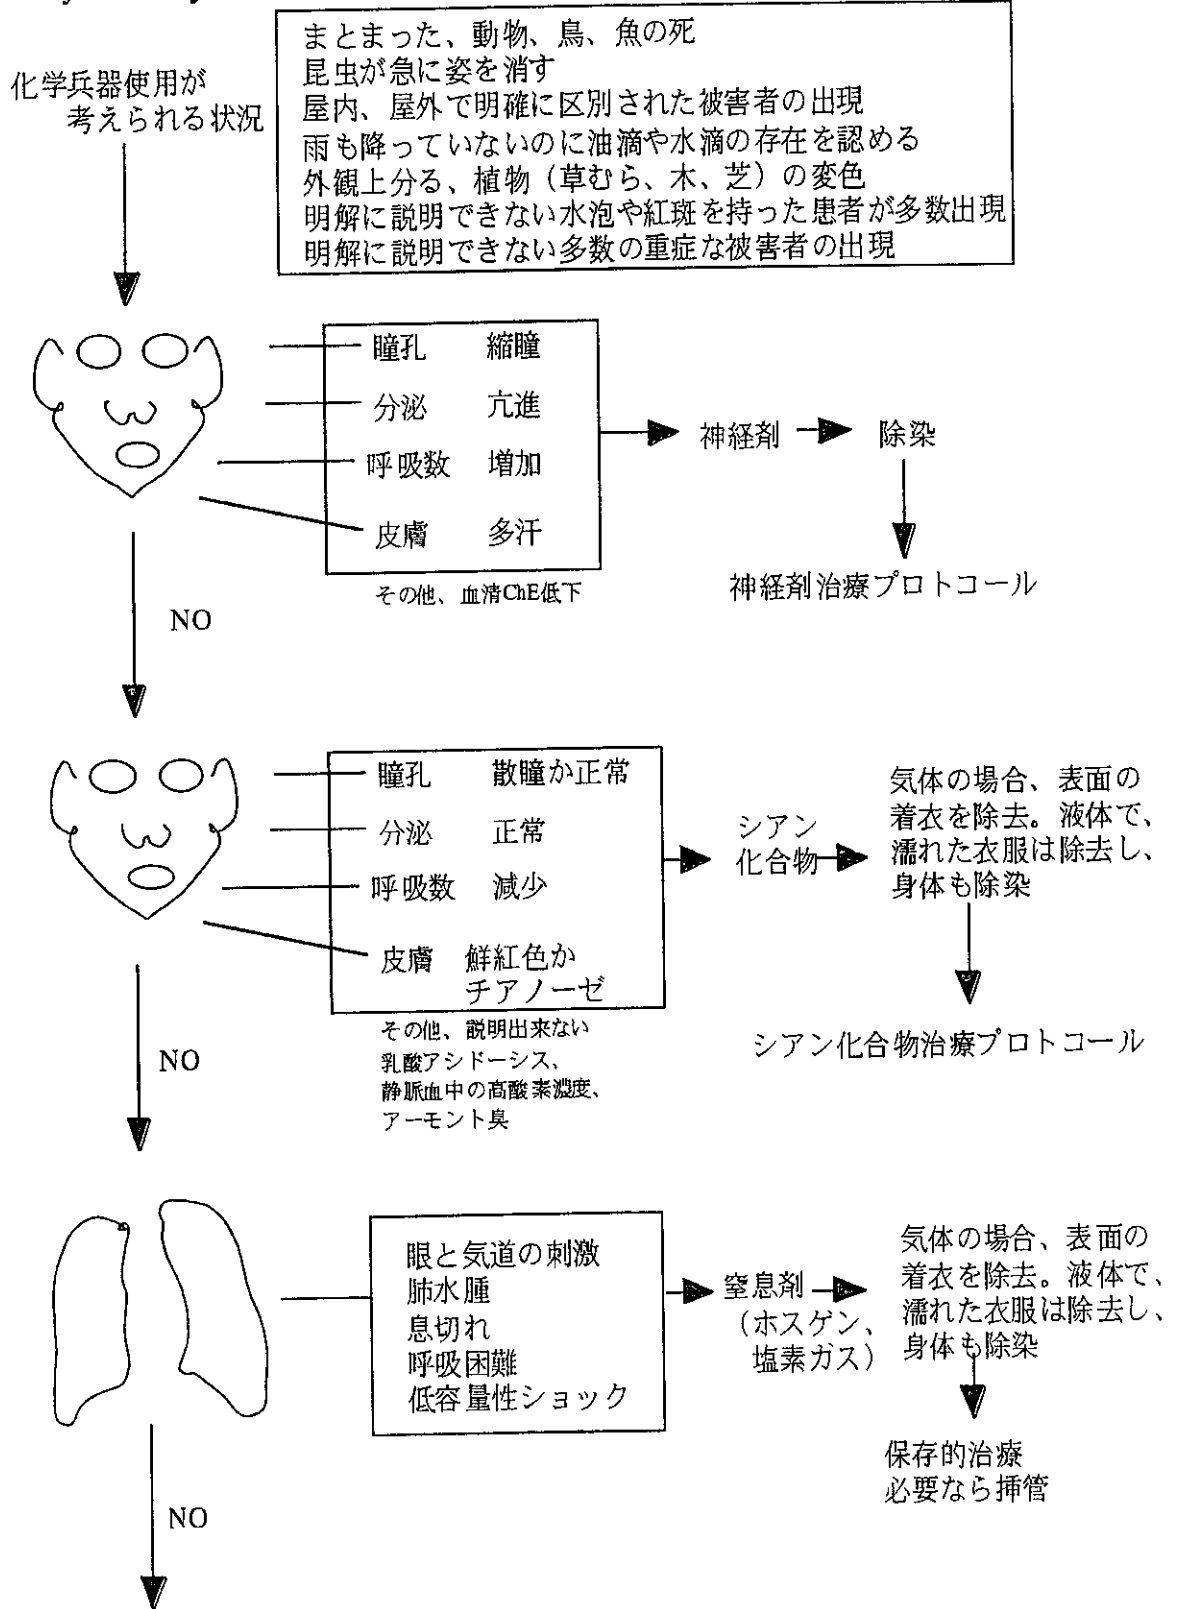 化学兵器使用が
考えられる状況
まとまった、動物、鳥、魚の死
昆虫が急に姿を消す
屋内、屋外で明確に区別された被害者の出現
雨も降っていないのに油滴や水滴の存在を認める
外観上分る、植物（草むら、木、芝）の変色
明解に説明できない水泡や紅斑を持った患者が多数出現
明解に説明できない多数の重症な被害者の出現
瞳孔 縮瞳
分泌 亢進
呼吸数 増加
皮膚 多汗
その他、血清ChE低下
神経剤
除染
神経剤治療プロトコール
NO
瞳孔 散瞳か正常
分泌 正常
呼吸数 減少
皮膚 鮮紅色か
チアノーゼ
その他、説明出来ない
乳酸アシドーシス、
静脈血中の高酸素濃度、
アーモント臭
シアン
化合物
気体の場合、表面の
着衣を除去。液体で、
濡れた衣服は除去し、
身体も除染
シアン化合物治療プロトコール
NO
眼と気道の刺激
肺水腫
息切れ
呼吸困難
低容量性ショック
窒息剤
（ホスゲン、
塩素ガス）
気体の場合、表面の
着衣を除去。液体で、
濡れた衣服は除去し、
身体も除染
保存的治療
必要なら挿管
NO